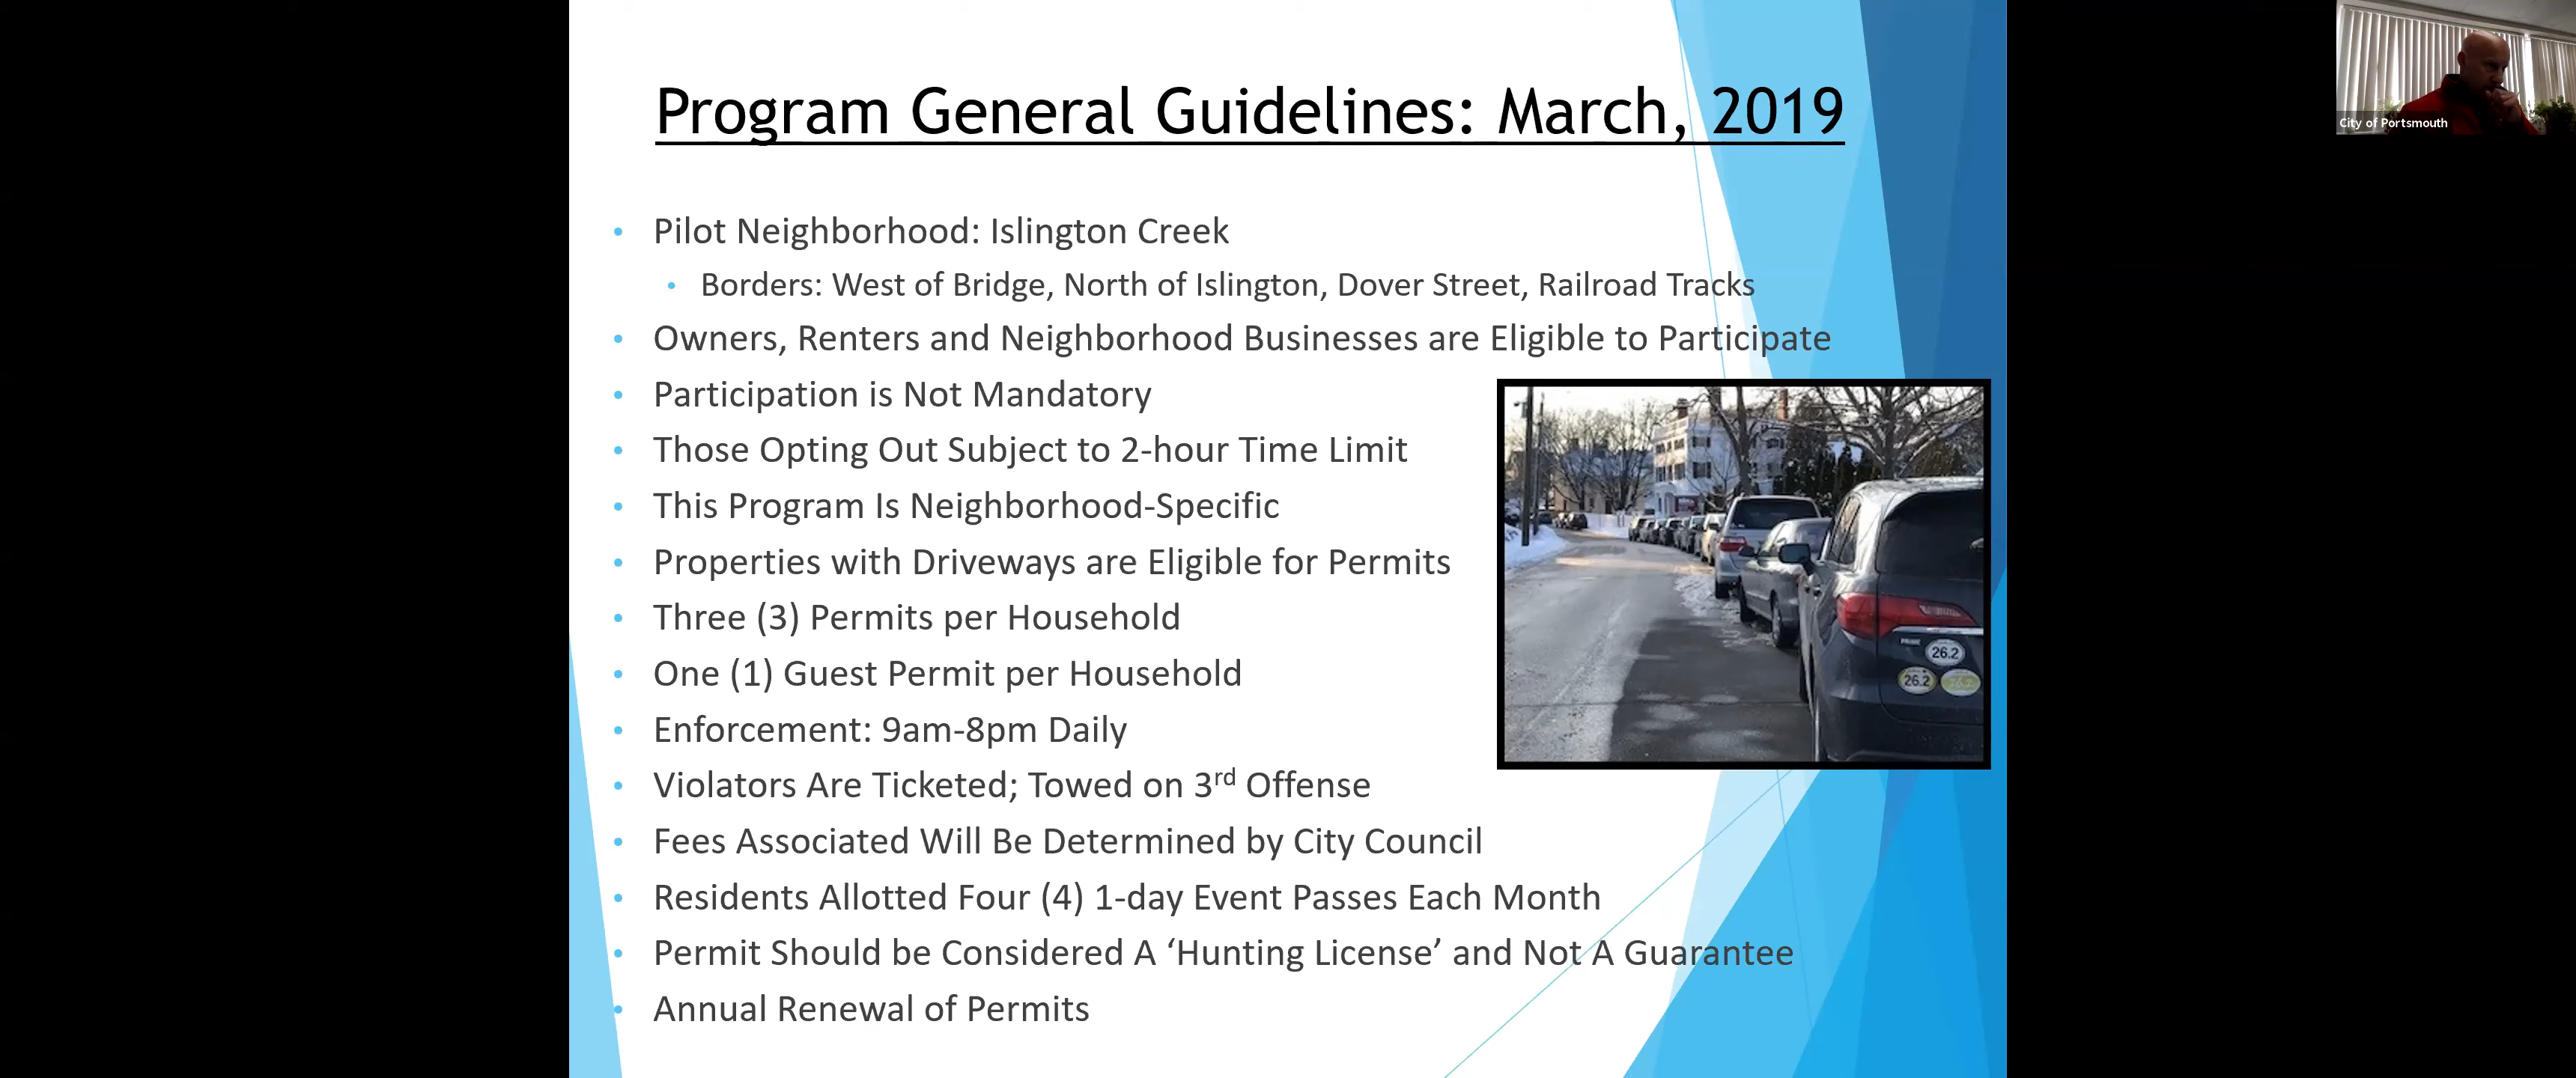 City of Portsmouth
Program General Guidelines: March, 2019
Pilot Neighborhood: Islington Creek
Borders: West of Bridge, North of Islington, Dover Street, Railroad Tracks
Owners, Renters and Neighborhood Businesses are Eligible to Participate
Participation is Not Mandatory
Those Opting Out Subject to 2-hour Time Limit
This Program Is Neighborhood-Specific
Properties with Driveways are Eligible for Permits
Three (3) Permits per Household
One (1) Guest Permit per Household
Enforcement: 9am-8pm Daily
Violators Are Ticketed; Towed on 3rd Offense
Fees Associated Will Be Determined by City Council
Residents Allotted Four (4) 1-day Event Passes Each Month
Permit Should be Considered A ‘Hunting License’ and Not A Guarantee
Annual Renewal of Permits
26.2
26.2